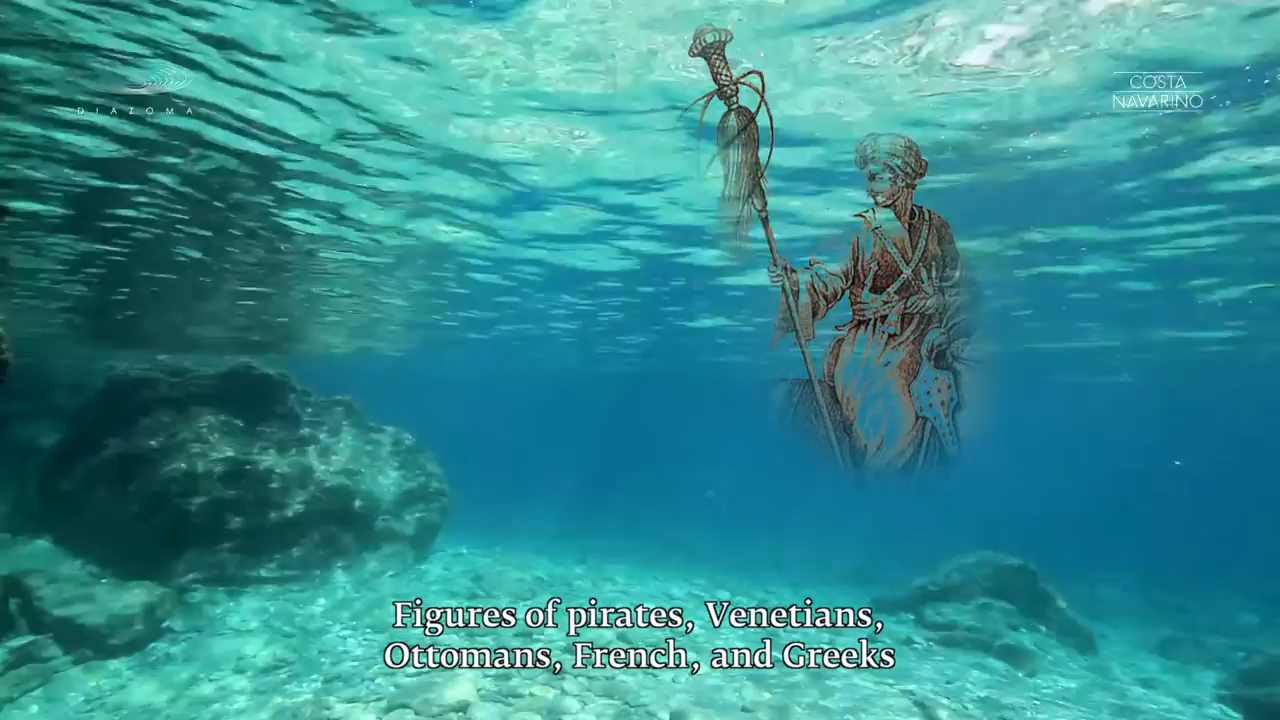 DIAZOMA
COSTA
NAVARINO
Figures of pirates, Venetians,
Ottomans, French, and Greeks